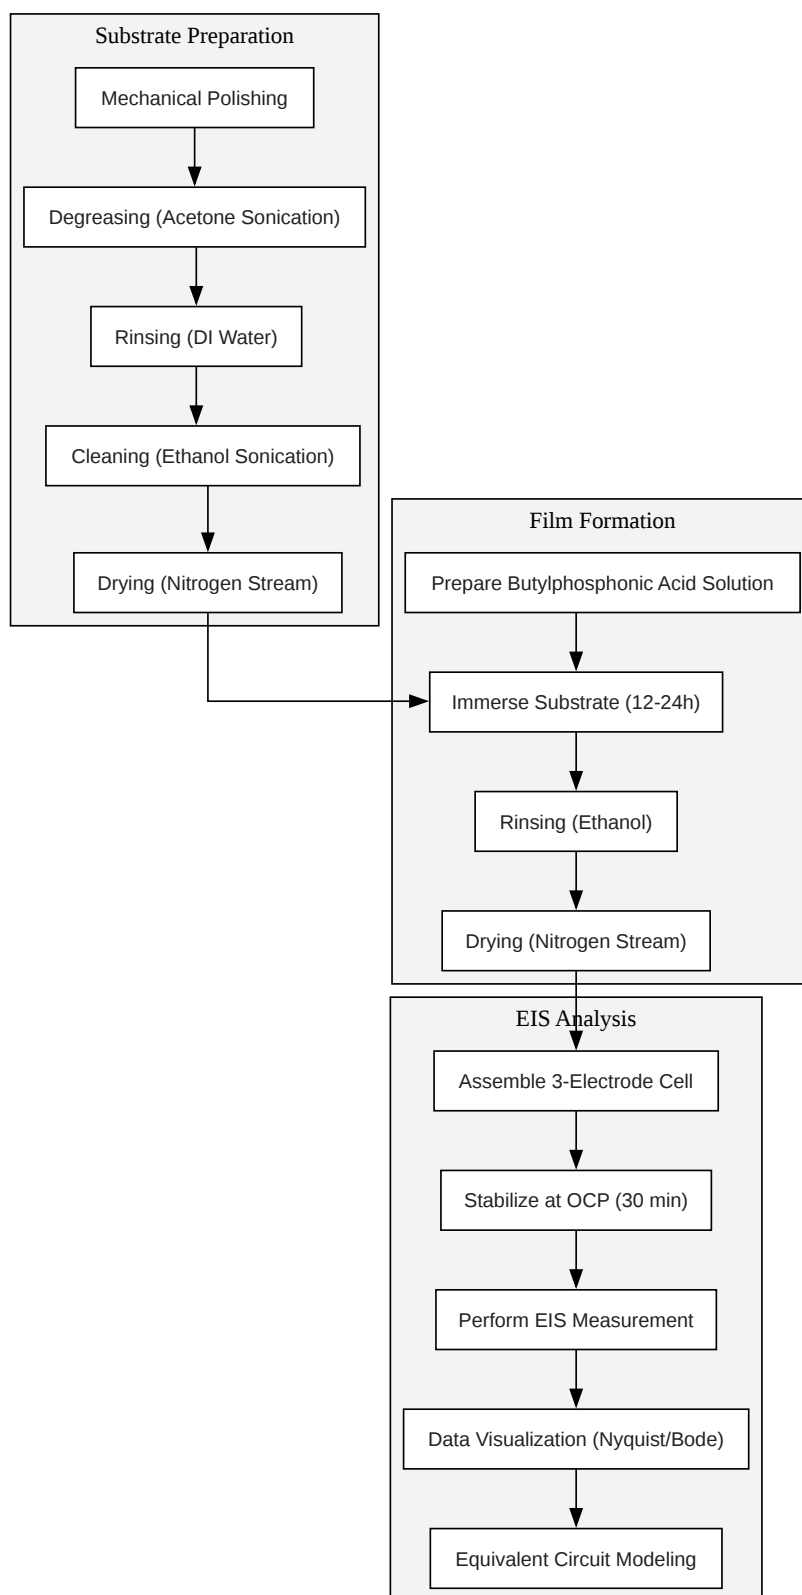 Substrate Preparation
Mechanical Polishing
Degreasing (Acetone Sonication)
Rinsing (DI Water)
Cleaning (Ethanol Sonication)
Drying (Nitrogen Stream)
Film Formation
Prepare Butylphosphonic Acid Solution
Immerse Substrate (12-24h)
Rinsing (Ethanol)
Drying (Nitrogen Stream)
EIS Analysis
Assemble 3-Electrode Cell
Stabilize at OCP (30 min)
Perform EIS Measurement
Data Visualization (Nyquist/Bode)
Equivalent Circuit Modeling